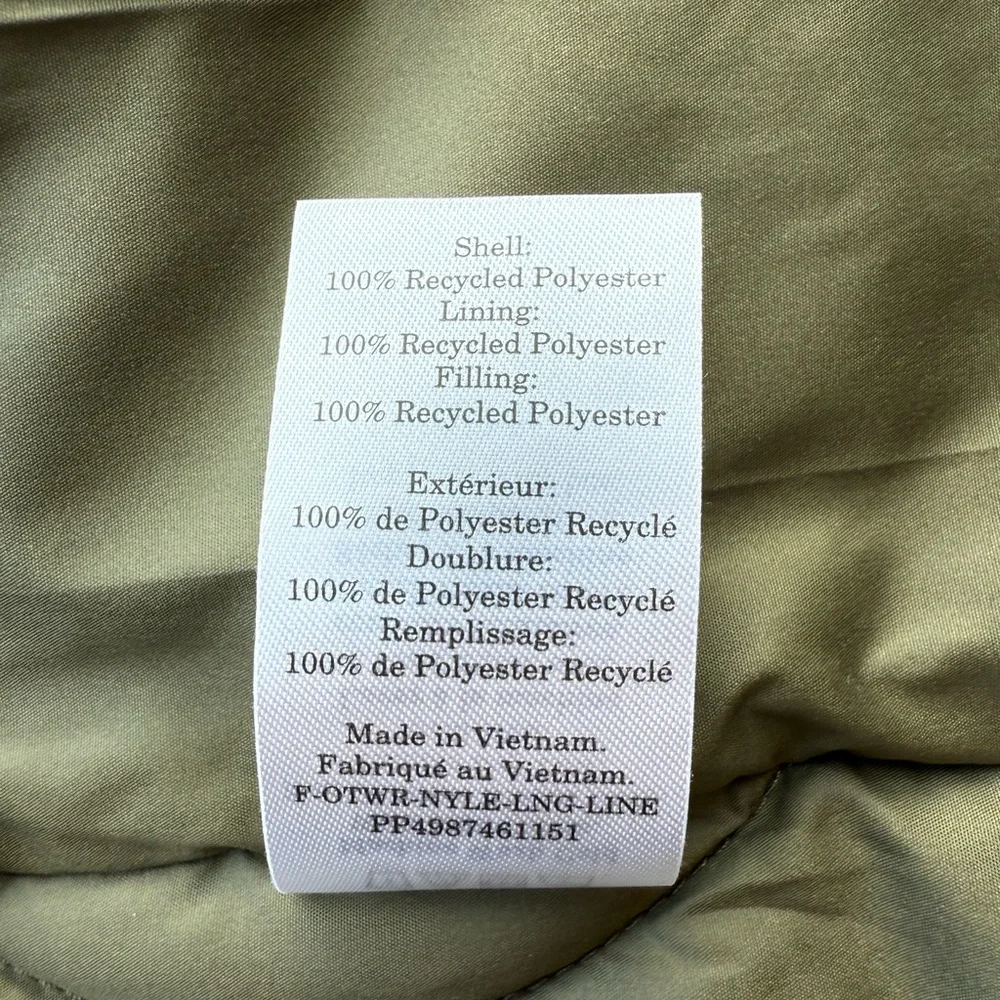 Shell:
100% Recycled Polyester
Lining:
100% Recycled Polyester
Filling:
100% Recycled Polyester
Extérieur:
100% de Polyester Recyclé
Doublure:
100% de Polyester Recyclé
Remplissage:
100% de Polyester Recyclé
Made in Vietnam.
Fabriqué au Vietnam.
F-OTWR-NYLE-LNG-LINE
PP4987461151